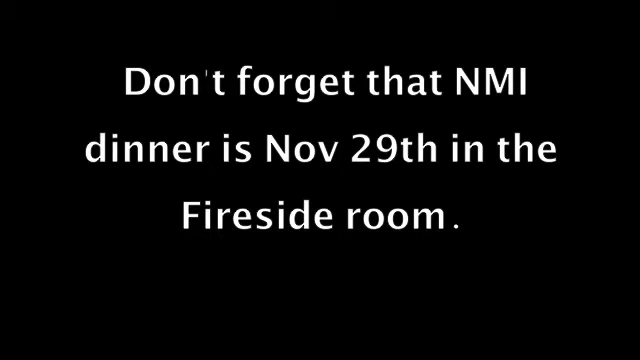 Don't forget that NMI
dinner is Nov 29th in the
Fireside room.